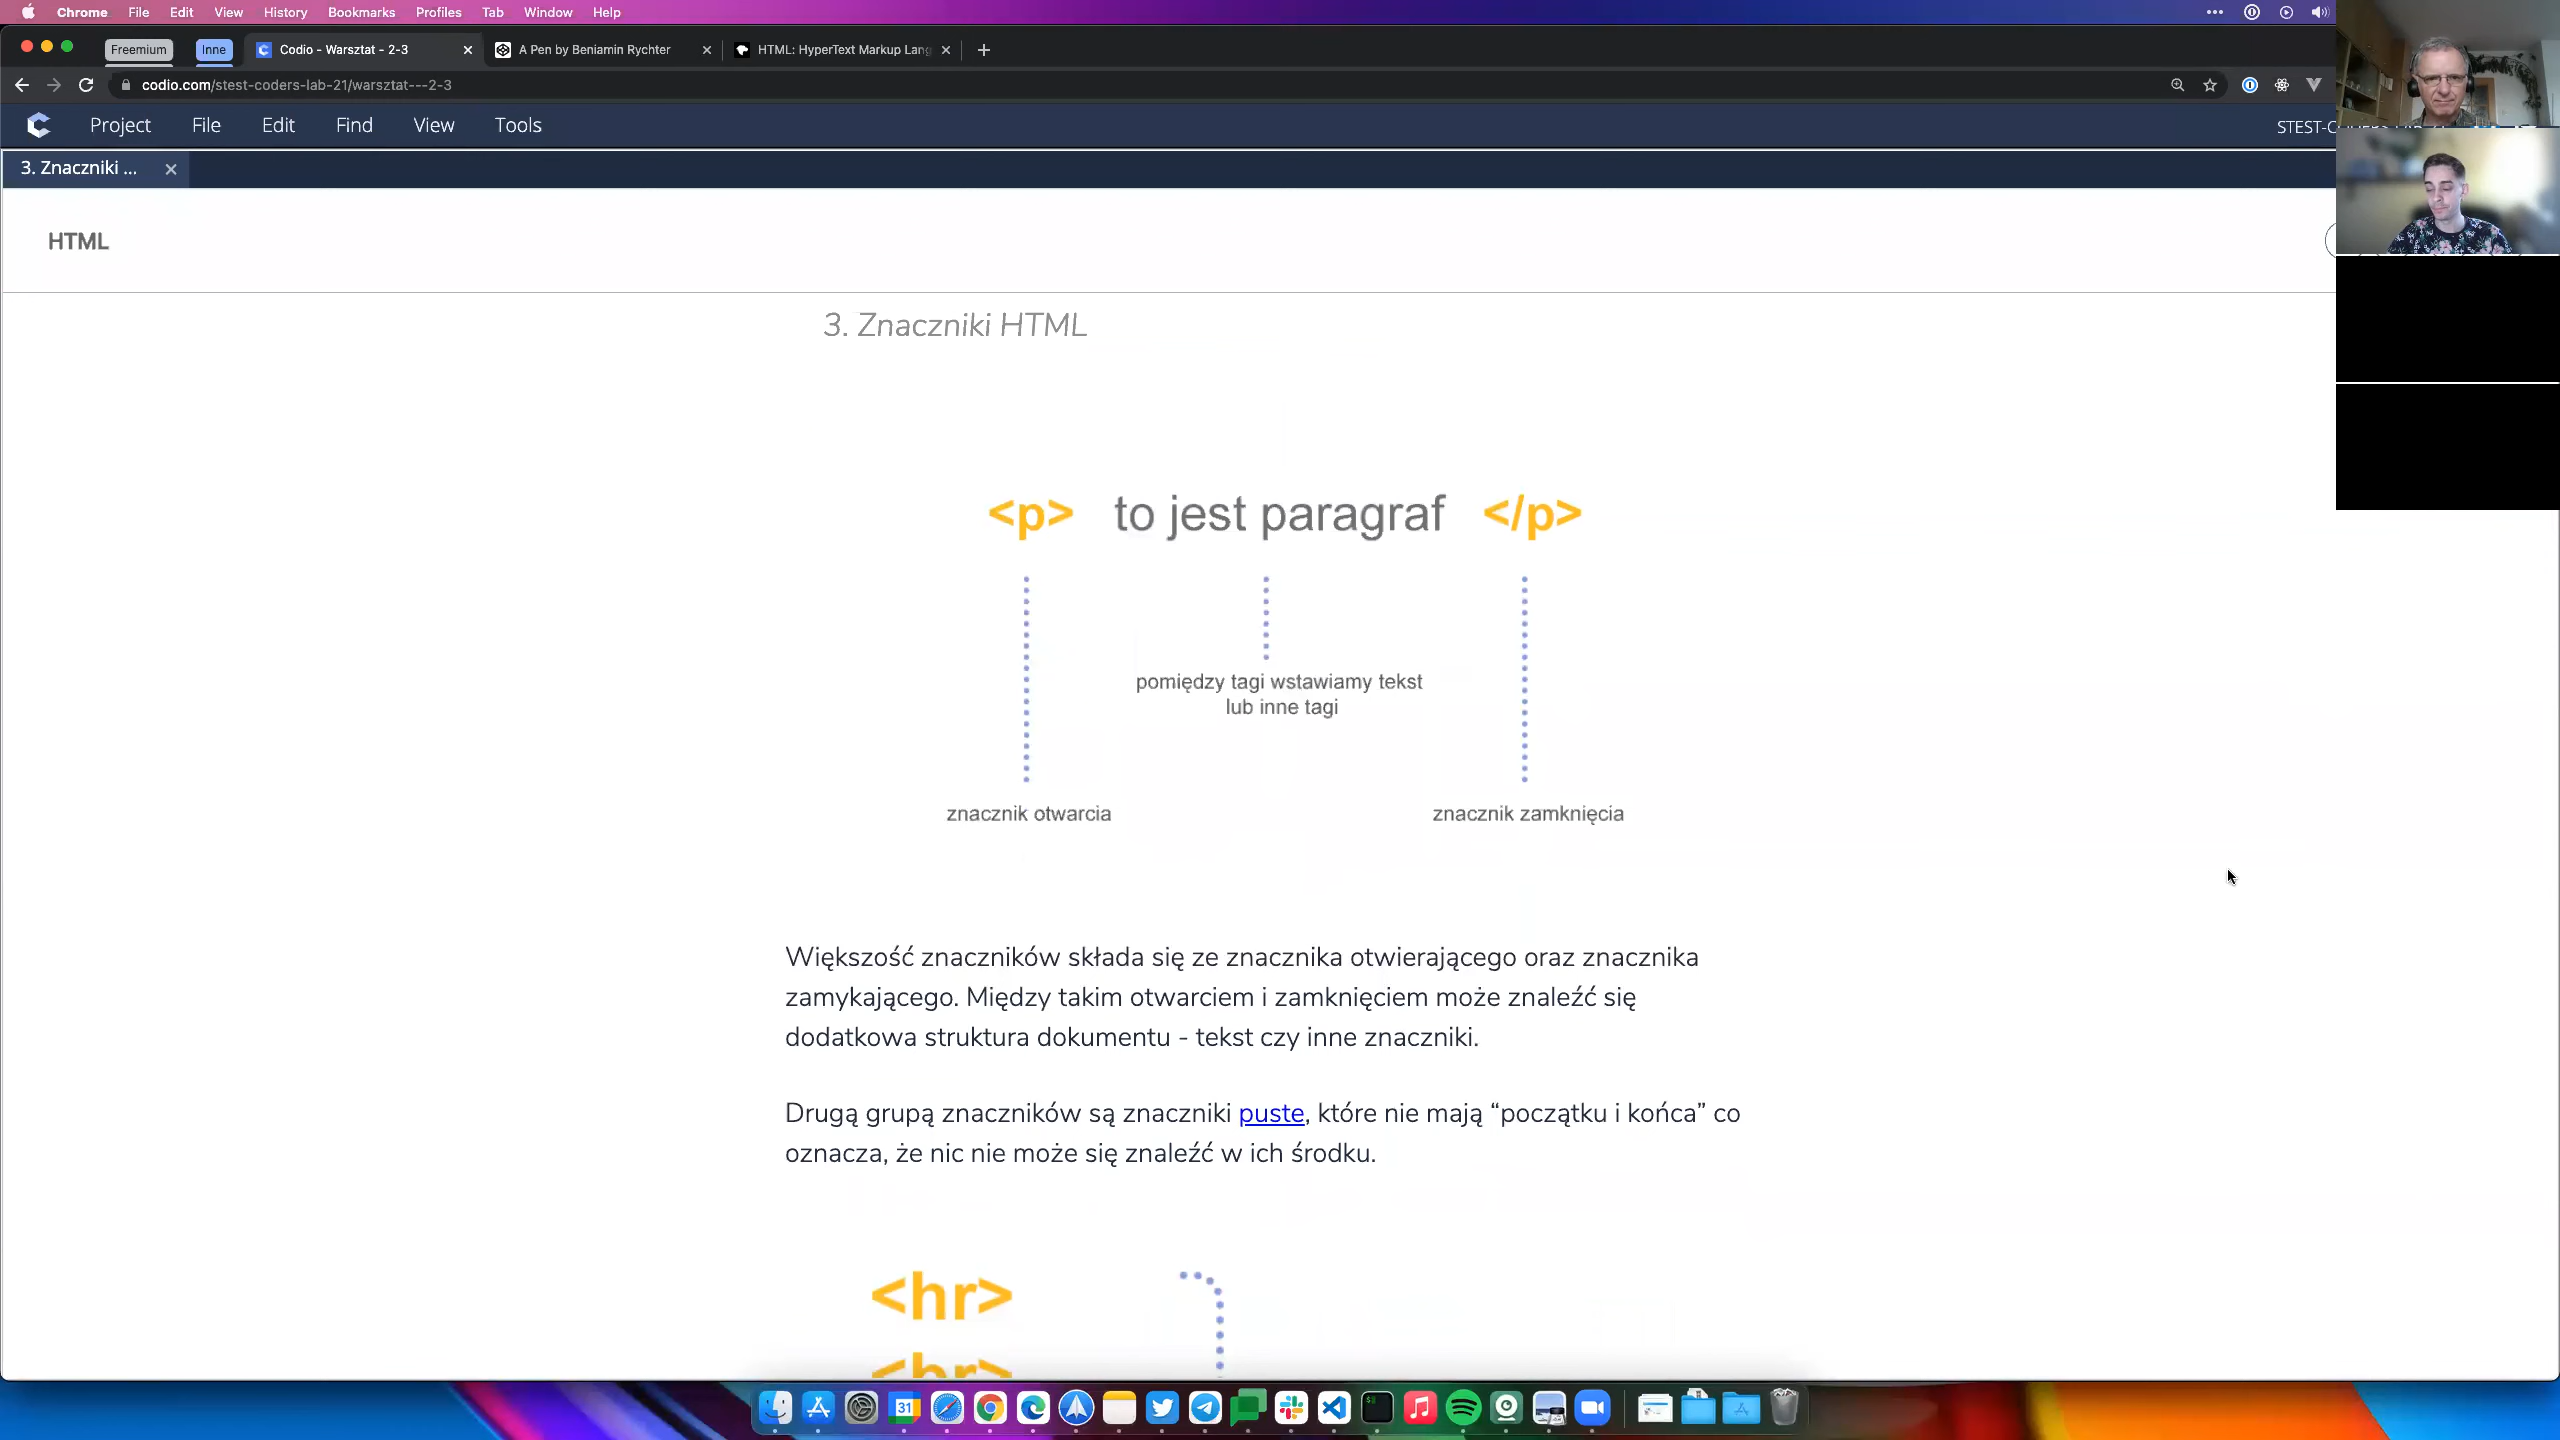 Chrome File Edit View History Bookmarks Profiles Tab Window Help
Freemium Inne Codio - Warsztat - 2-3 A Pen by Beniamin Rychter HTML: HyperText Markup Lang
codio.com/stest-coders-lab-21/warsztat---2-3
Project File Edit Find View Tools
3. Znaczniki ...
HTML
3. Znaczniki HTML
<p> to jest paragraf </p>
pomiędzy tagi wstawiamy tekst
lub inne tagi
znacznik otwarcia znacznik zamknięcia
Większość znaczników składa się ze znacznika otwierającego oraz znacznika
zamykającego. Między takim otwarciem i zamknięciem może znaleźć się
dodatkowa struktura dokumentu - tekst czy inne znaczniki.
Drugą grupą znaczników są znaczniki puste, które nie mają “początku i końca” co
oznacza, że nic nie może się znaleźć w ich środku.
<hr>
<br>
31